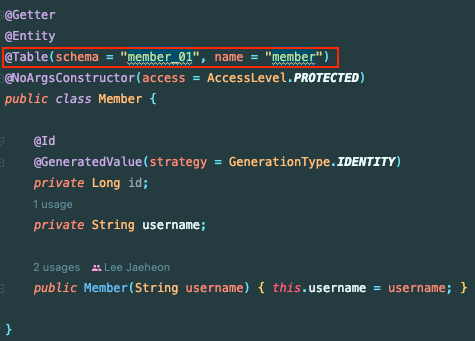 @Getter
@Entity
@Table(schema = "member_01", name = "member")
@NoArgsConstructor(access = AccessLevel.PROTECTED)
public class Member {
@Id
@GeneratedValue(strategy = GenerationType.IDENTITY)
private Long id;
1 usage
private String username;
2 usages Lee Jaeheon
public Member(String username) { this.username = username; }
}